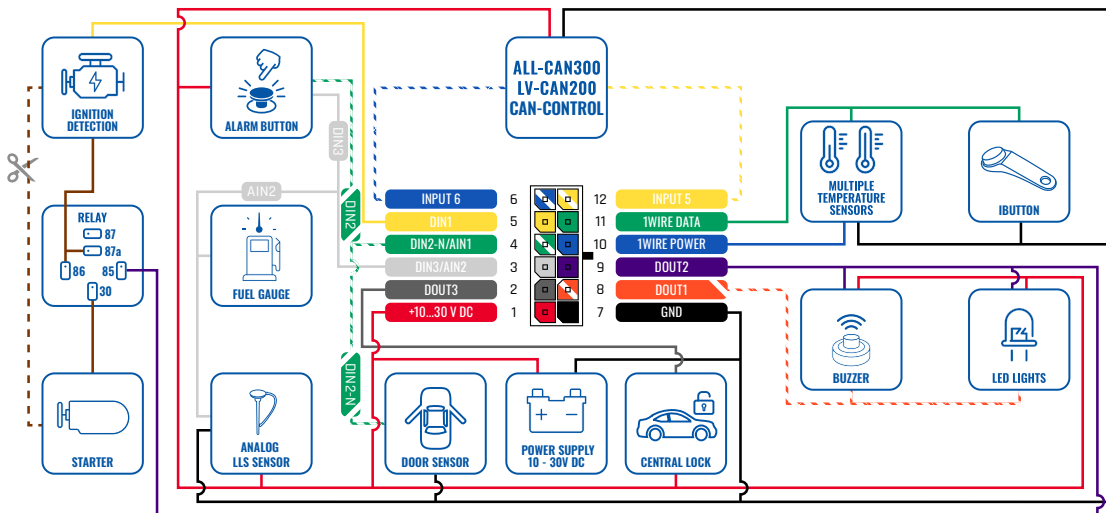 ALL-CAN300
LV-CAN200
CAN-CONTROL
IGNITION
DETECTION
ALARM BUTTON
DIN3
AIN2
DIN2
MULTIPLE
TEMPERATURE
SENSORS
IBUTTON
INPUT 6 6 12 INPUT 5
DIN1 5 11 1WIRE DATA
DIN2-N/AIN1 4 10 1WIRE POWER
DIN3/AIN2 3 9 DOUT2
DOUT3 2 8 DOUT1
+10...30 V DC 1 7 GND
RELAY
87
87a
86 85
30
FUEL GAUGE
DIN2-N
BUZZER
LED LIGHTS
STARTER
ANALOG
LLS SENSOR
DOOR SENSOR
POWER SUPPLY
10 - 30V DC
CENTRAL LOCK